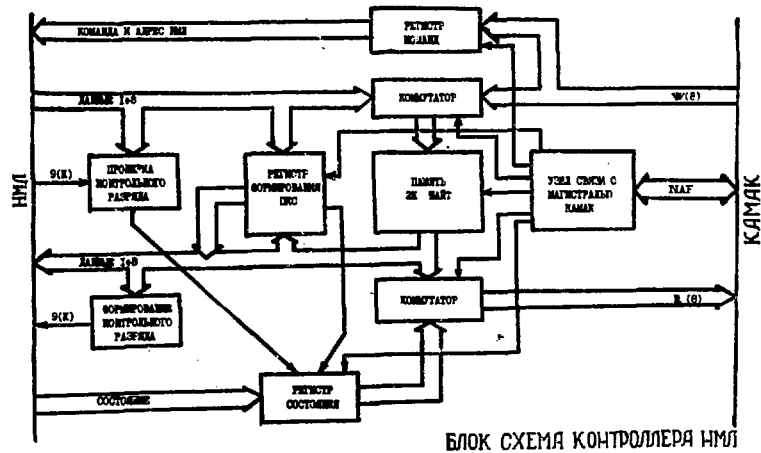 КОМАНДА И АДРЕС НМЛ
РЕГИСТР
КОМАНД
ДАННЫЕ 1÷8
КОММУТАТОР
W(8)
ПРОВЕРКА
КОНТРОЛЬНОГО
РАЗРЯДА
9(К)
РЕГИСТР
ФОРМИРОВАНИЯ
ЦКС
ПАМЯТЬ
2К БАЙТ
УЗЕЛ СВЯЗИ С
МАГИСТРАЛЬЮ
КАМАК
NAF
НМЛ
КАМАК
ДАННЫЕ 1÷8
ФОРМИРОВАНИЕ
КОНТРОЛЬНОГО
РАЗРЯДА
9(К)
КОММУТАТОР
R (8)
РЕГИСТР
СОСТОЯНИЯ
СОСТОЯНИЕ
БЛОК СХЕМА КОНТРОЛЛЕРА НМЛ